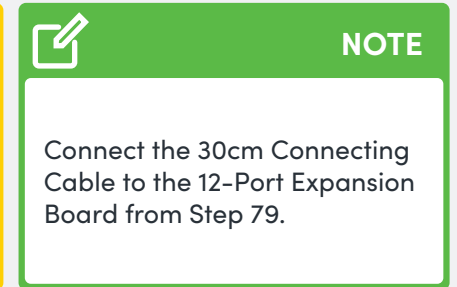 NOTE
Connect the 30cm Connecting
Cable to the 12-Port Expansion
Board from Step 79.